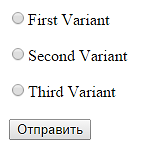 First Variant
Second Variant
Third Variant
Отправить